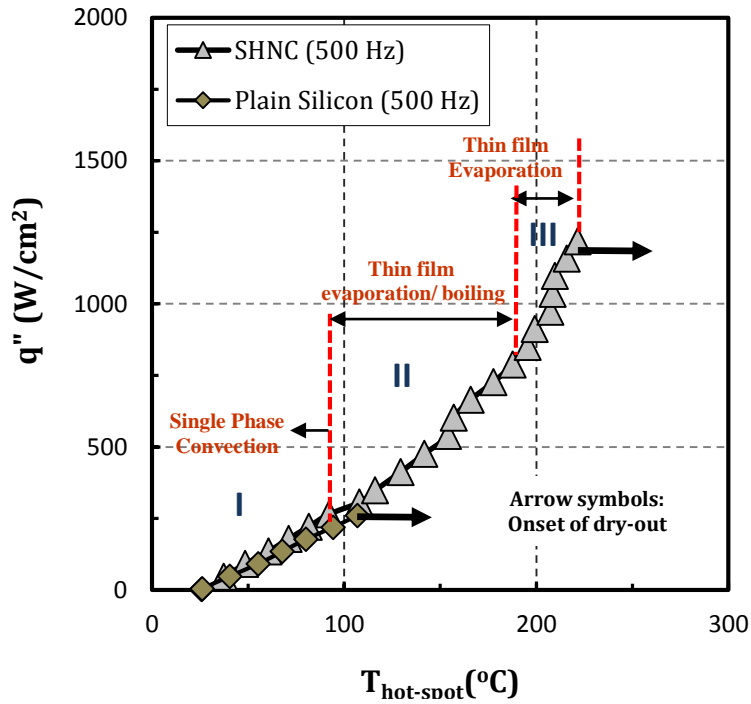 2000
1500
1000
500
0
q" (W/cm²)
SHNC (500 Hz)
Plain Silicon (500 Hz)
Thin film
Evaporation
III
Thin film
evaporation/ boiling
II
Single Phase
Convection
I
Arrow symbols:
Onset of dry-out
0
100
200
300
T_hot-spot(°C)